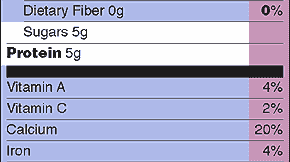 Dietary Fiber 0g 0%
Sugars 5g
Protein 5g
Vitamin A 4%
Vitamin C 2%
Calcium 20%
Iron 4%